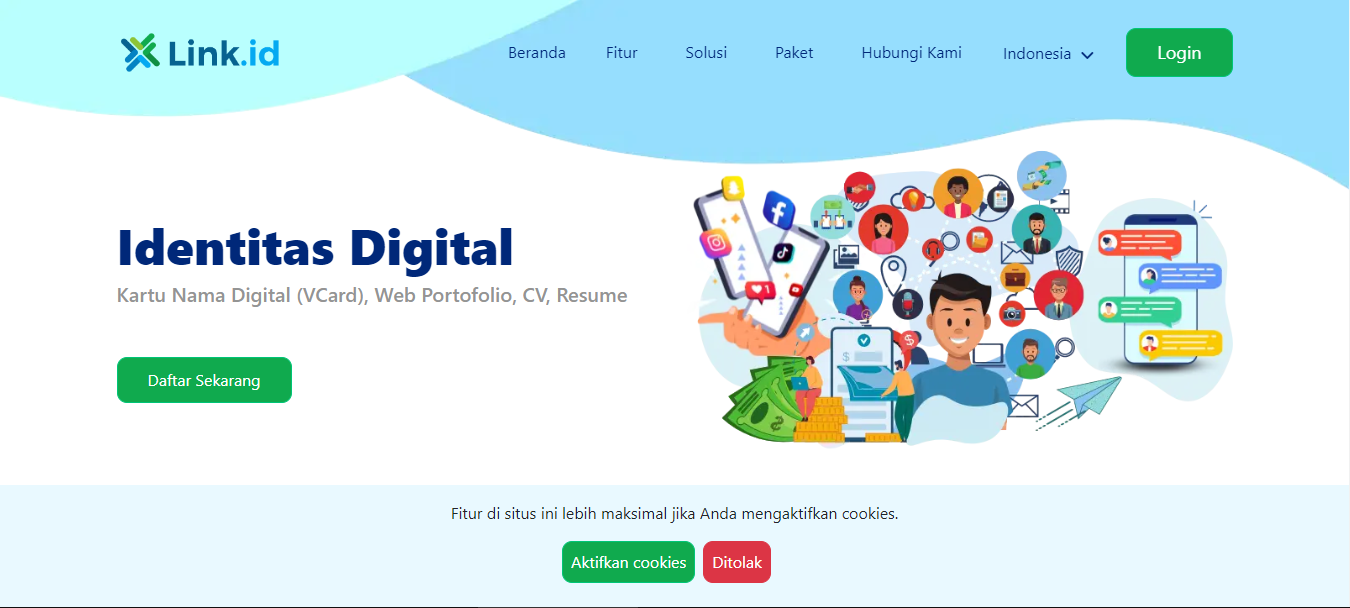 Link.id
Beranda Fitur Solusi Paket Hubungi Kami Indonesia Login
Identitas Digital
Kartu Nama Digital (VCard), Web Portofolio, CV, Resume
Daftar Sekarang
Fitur di situs ini lebih maksimal jika Anda mengaktifkan cookies.
Aktifkan cookies Ditolak